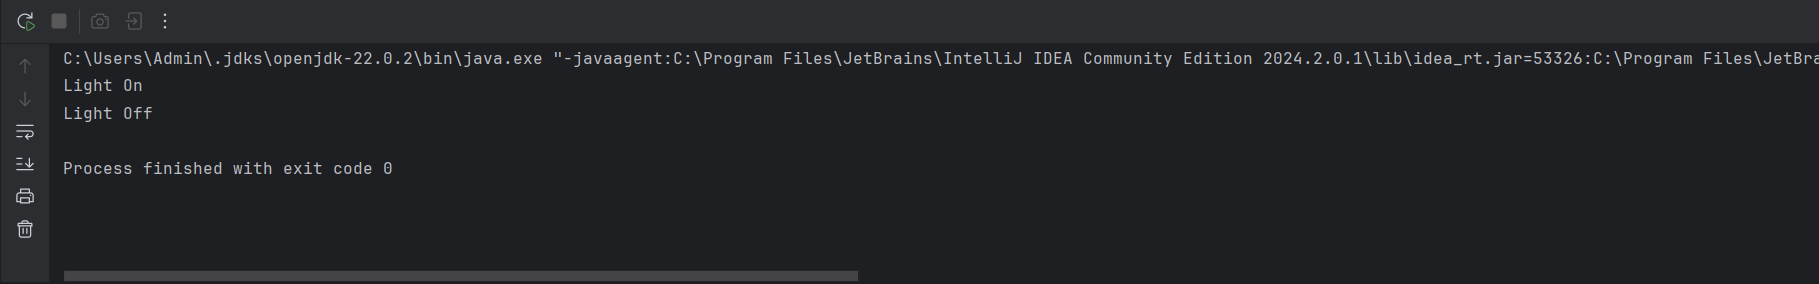 C:\Users\Admin\.jdks\openjdk-22.0.2\bin\java.exe "-javaagent:C:\Program Files\JetBrains\IntelliJ IDEA Community Edition 2024.2.0.1\lib\idea_rt.jar=53326:C:\Program Files\JetBra
Light On
Light Off
Process finished with exit code 0